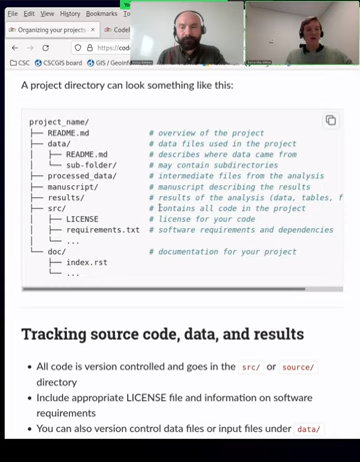 File Edit View History Bookmarks
Organizing your projects
CSC CSCGIS board GIS / Geoin
A project directory can look something like this:
project_name/
├── README.md # overview of the project
├── data/ # data files used in the project
│ ├── README.md # describes where data came from
│ └── sub-folder/ # may contain subdirectories
├── processed_data/ # intermediate files from the analysis
├── manuscript/ # manuscript describing the results
├── results/ # results of the analysis (data, tables, f
├── src/ # contains all code in the project
│ ├── LICENSE # license for your code
│ ├── requirements.txt # software requirements and dependencies
│ └── ...
└── doc/ # documentation for your project
├── index.rst
└── ...
Tracking source code, data, and results
• All code is version controlled and goes in the src/ or source/
directory
• Include appropriate LICENSE file and information on software
requirements
• You can also version control data files or input files under data/